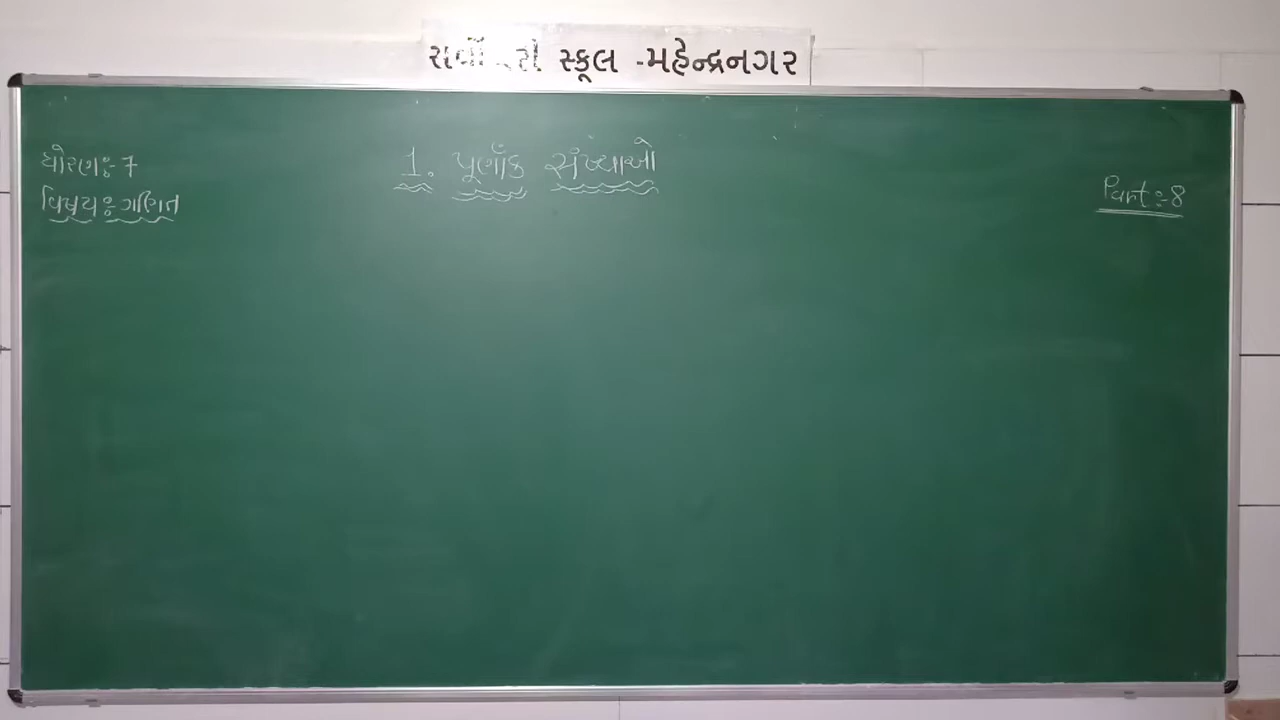 સ્કૂલ -મહેન્દ્રનગર
ધોરણઃ- 7
1. પૂર્ણાંક સંખ્યાઓ
વિષયઃ- ગણિત
Part :- 8